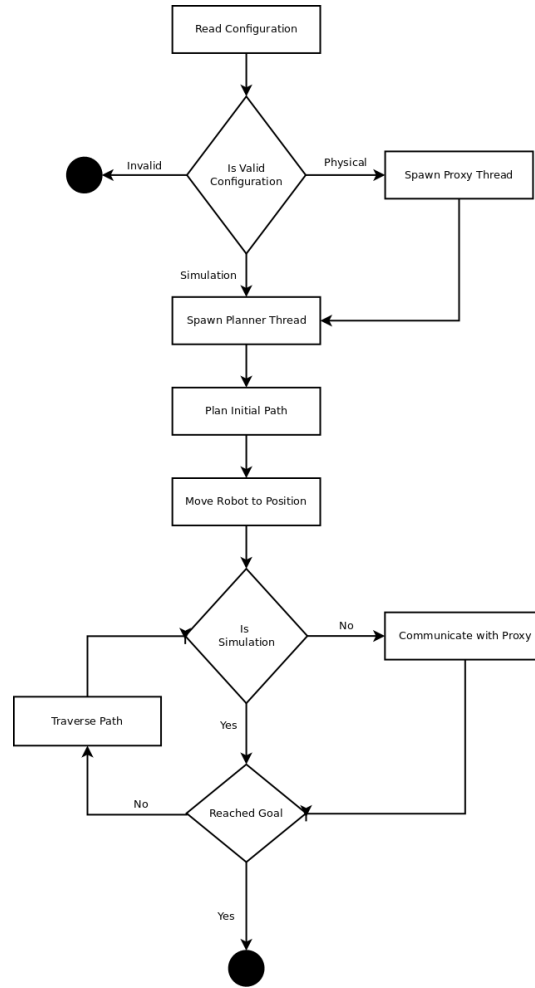 Read Configuration
Invalid
Is Valid
Configuration
Physical
Spawn Proxy Thread
Simulation
Spawn Planner Thread
Plan Initial Path
Move Robot to Position
Is
Simulation
No
Communicate with Proxy
Traverse Path
Yes
No
Reached Goal
Yes